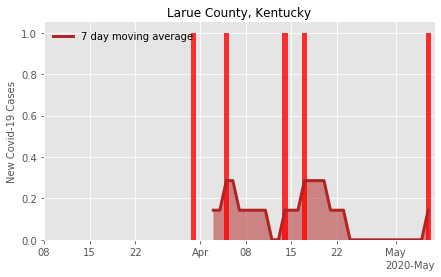 Larue County, Kentucky
7 day moving average
New Covid-19 Cases
1.0
0.8
0.6
0.4
0.2
0.0
08 15 22 Apr 08 15 22 May
2020-May